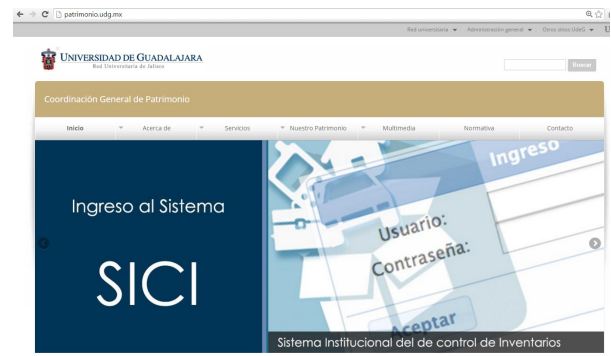 patrimonio.udg.mx
Red universitaria Administración general Otros sitios UdeG
UNIVERSIDAD DE GUADALAJARA
Red Universitaria de Jalisco
Buscar
Coordinación General de Patrimonio
Inicio Acerca de Servicios Nuestro Patrimonio Multimedia Normativa Contacto
Ingreso al Sistema
SICI
Ingreso
Usuario:
Contraseña:
Aceptar
Sistema Institucional del de control de Inventarios